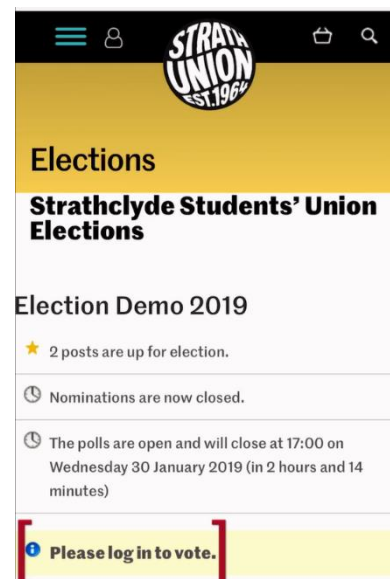 STRATH
UNION
EST.1964
Elections
Strathclyde Students’ Union
Elections
Election Demo 2019
2 posts are up for election.
Nominations are now closed.
The polls are open and will close at 17:00 on
Wednesday 30 January 2019 (in 2 hours and 14
minutes)
Please log in to vote.